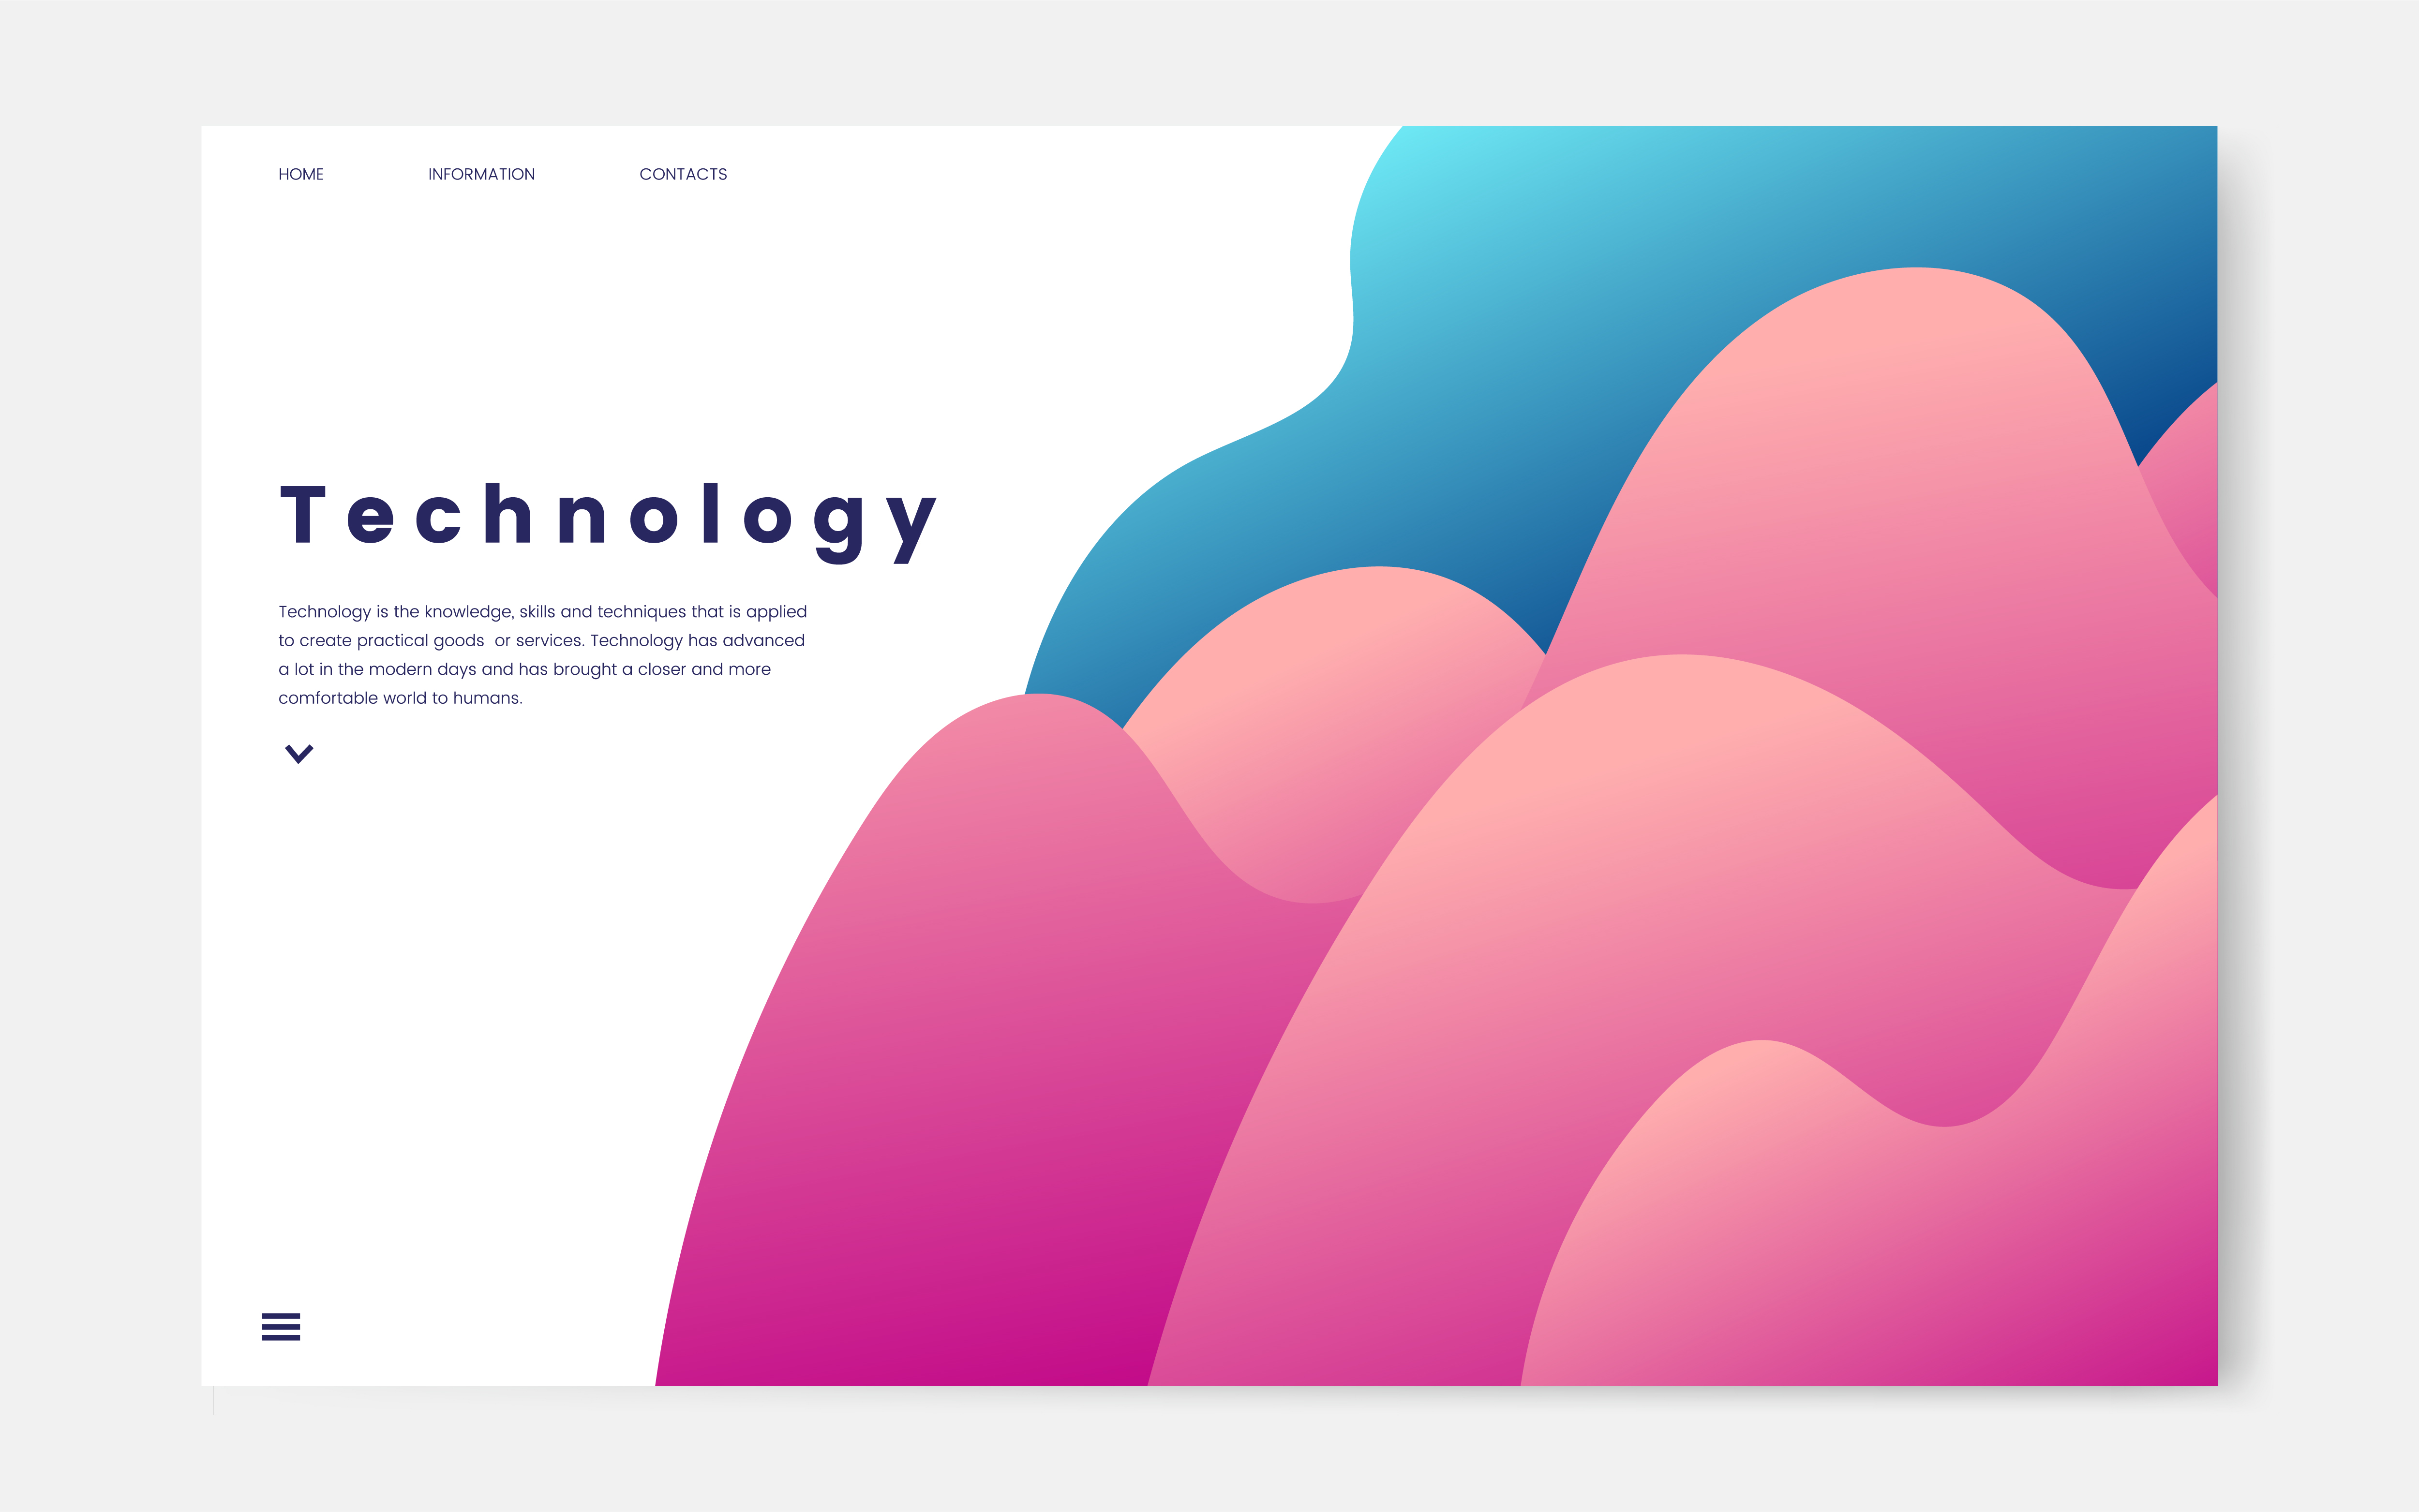 HOME INFORMATION CONTACTS
Technology
Technology is the knowledge, skills and techniques that is applied
to create practical goods  or services. Technology has advanced
a lot in the modern days and has brought a closer and more
comfortable world to humans.